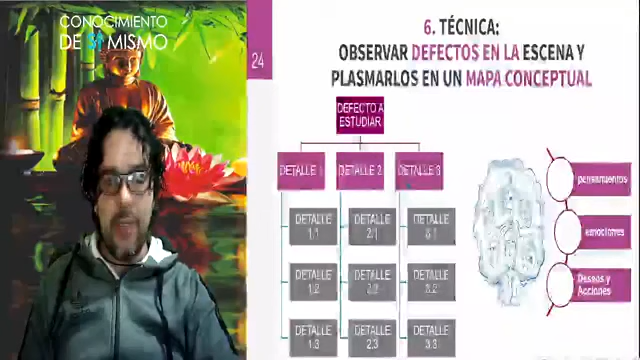 CONOCIMIENTO
DE SÍ MISMO
24
6. TÉCNICA:
OBSERVAR DEFECTOS EN LA ESCENA Y
PLASMARLOS EN UN MAPA CONCEPTUAL
DEFECTO A
ESTUDIAR
DETALLE 1
DETALLE 2
DETALLE 3
DETALLE
1.1
DETALLE
2.1
DETALLE
3.1
DETALLE
1.2
DETALLE
2.2
DETALLE
3.2
DETALLE
1.3
DETALLE
2.3
DETALLE
3.3
pensamientos
emociones
Deseos y
Acciones